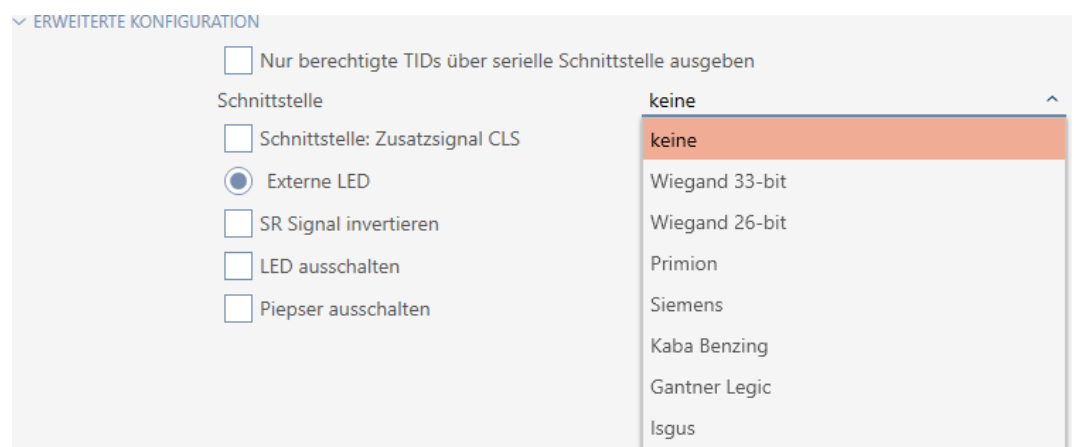 ERWEITERTE KONFIGURATION
Nur berechtigte TIDs über serielle Schnittstelle ausgeben
Schnittstelle keine
Schnittstelle: Zusatzsignal CLS keine
Externe LED Wiegand 33-bit
SR Signal invertieren Wiegand 26-bit
LED ausschalten Primion
Piepser ausschalten Siemens
Kaba Benzing
Gantner Legic
Isgus